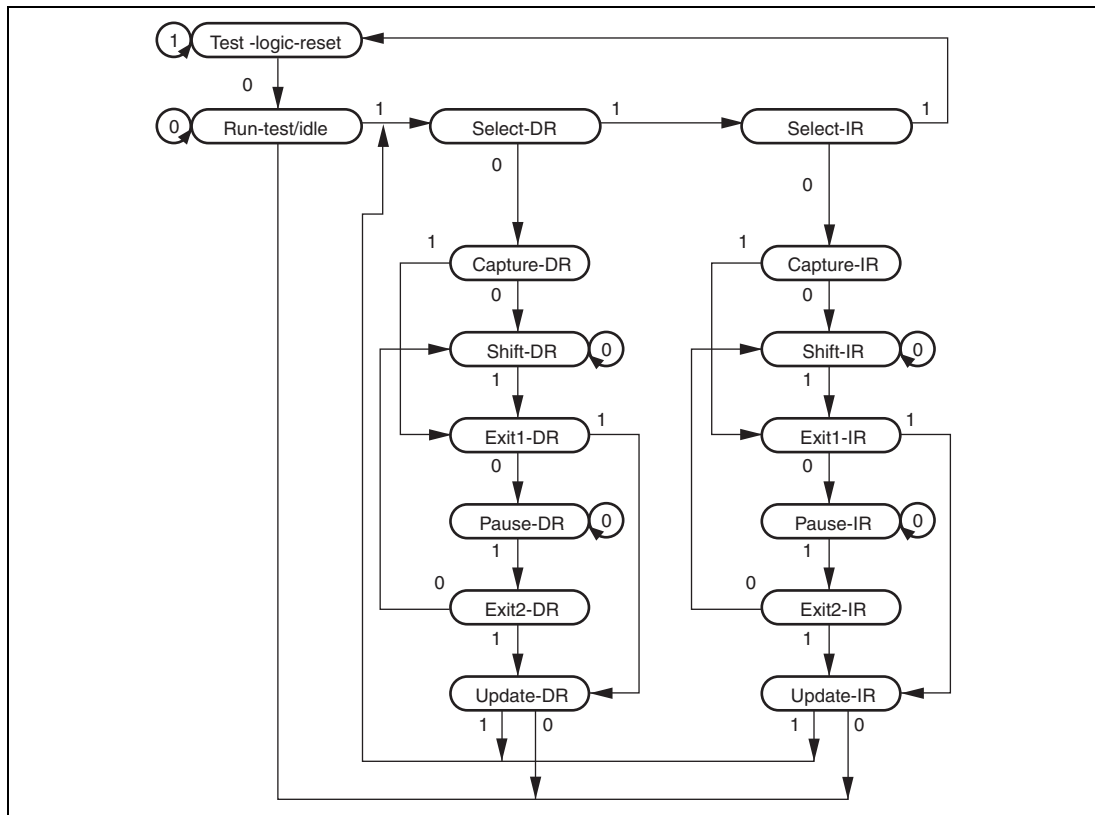 1 Test -logic-reset
0
0 Run-test/idle 1 Select-DR 1 Select-IR 1
0 0
1 1
Capture-DR Capture-IR
0 0
Shift-DR 0 Shift-IR 0
1 1
Exit1-DR 1 Exit1-IR 1
0 0
Pause-DR 0 Pause-IR 0
1 1
0 0
Exit2-DR Exit2-IR
1 1
Update-DR Update-IR
1 0 1 0